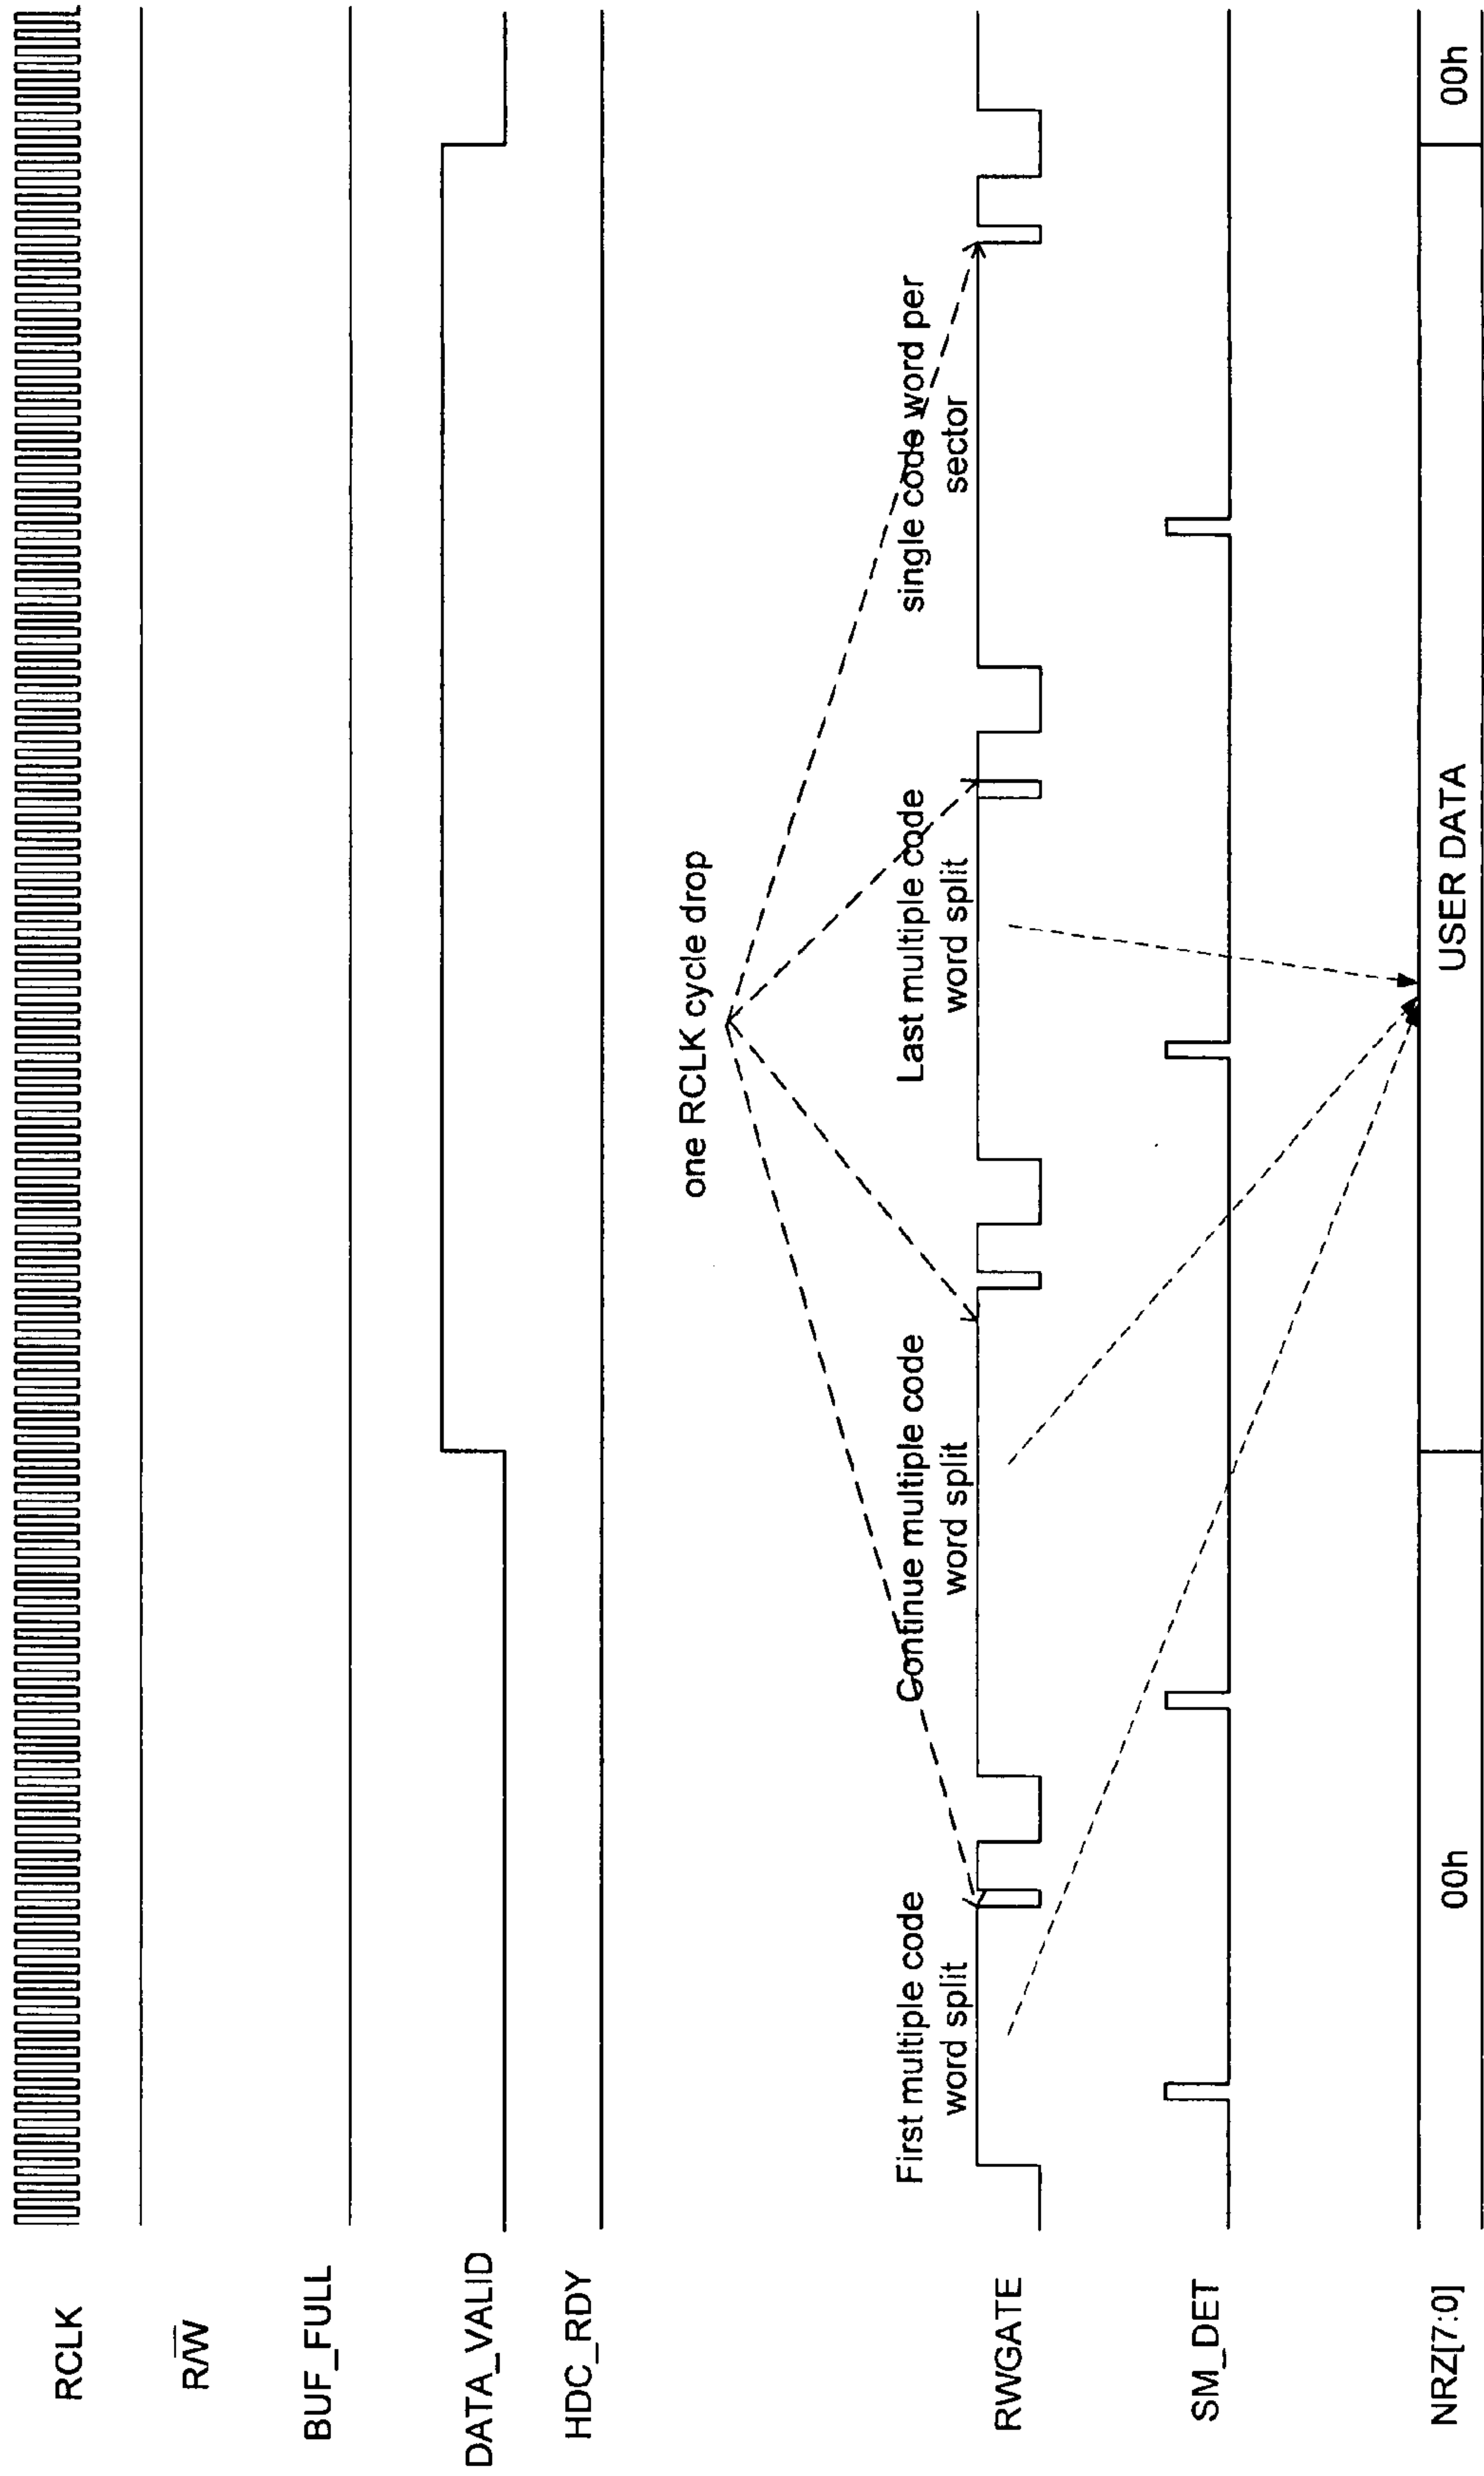 RCLK
R/W̅
BUF_FULL
DATA_VALID
HDC_RDY
one RCLK cycle drop
First multiple code
word split
Continue multiple code
word split
Last multiple code
word split
single code word per
sector
RWGATE
SM_DET
NRZ[7:0]
00h
USER DATA
00h